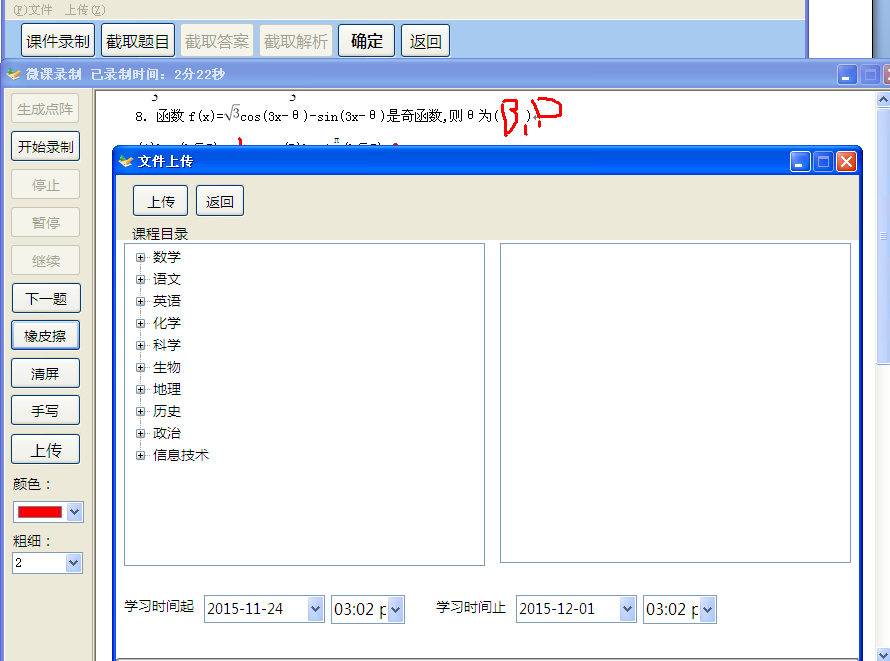 (F)文件 上传(Z)
课件录制 截取题目 截取答案 截取解析 确定 返回
微课录制 已录制时间：2分22秒
生成点阵
开始录制
停止
暂停
继续
下一题
橡皮擦
清屏
手写
上传
颜色：
粗细：
2
8. 函数f(x)=√3cos(3x-θ)-sin(3x-θ)是奇函数,则θ为( )
文件上传
上传 返回
课程目录
数学
语文
英语
化学
科学
生物
地理
历史
政治
信息技术
学习时间起 2015-11-24 03:02 p 学习时间止 2015-12-01 03:02 p